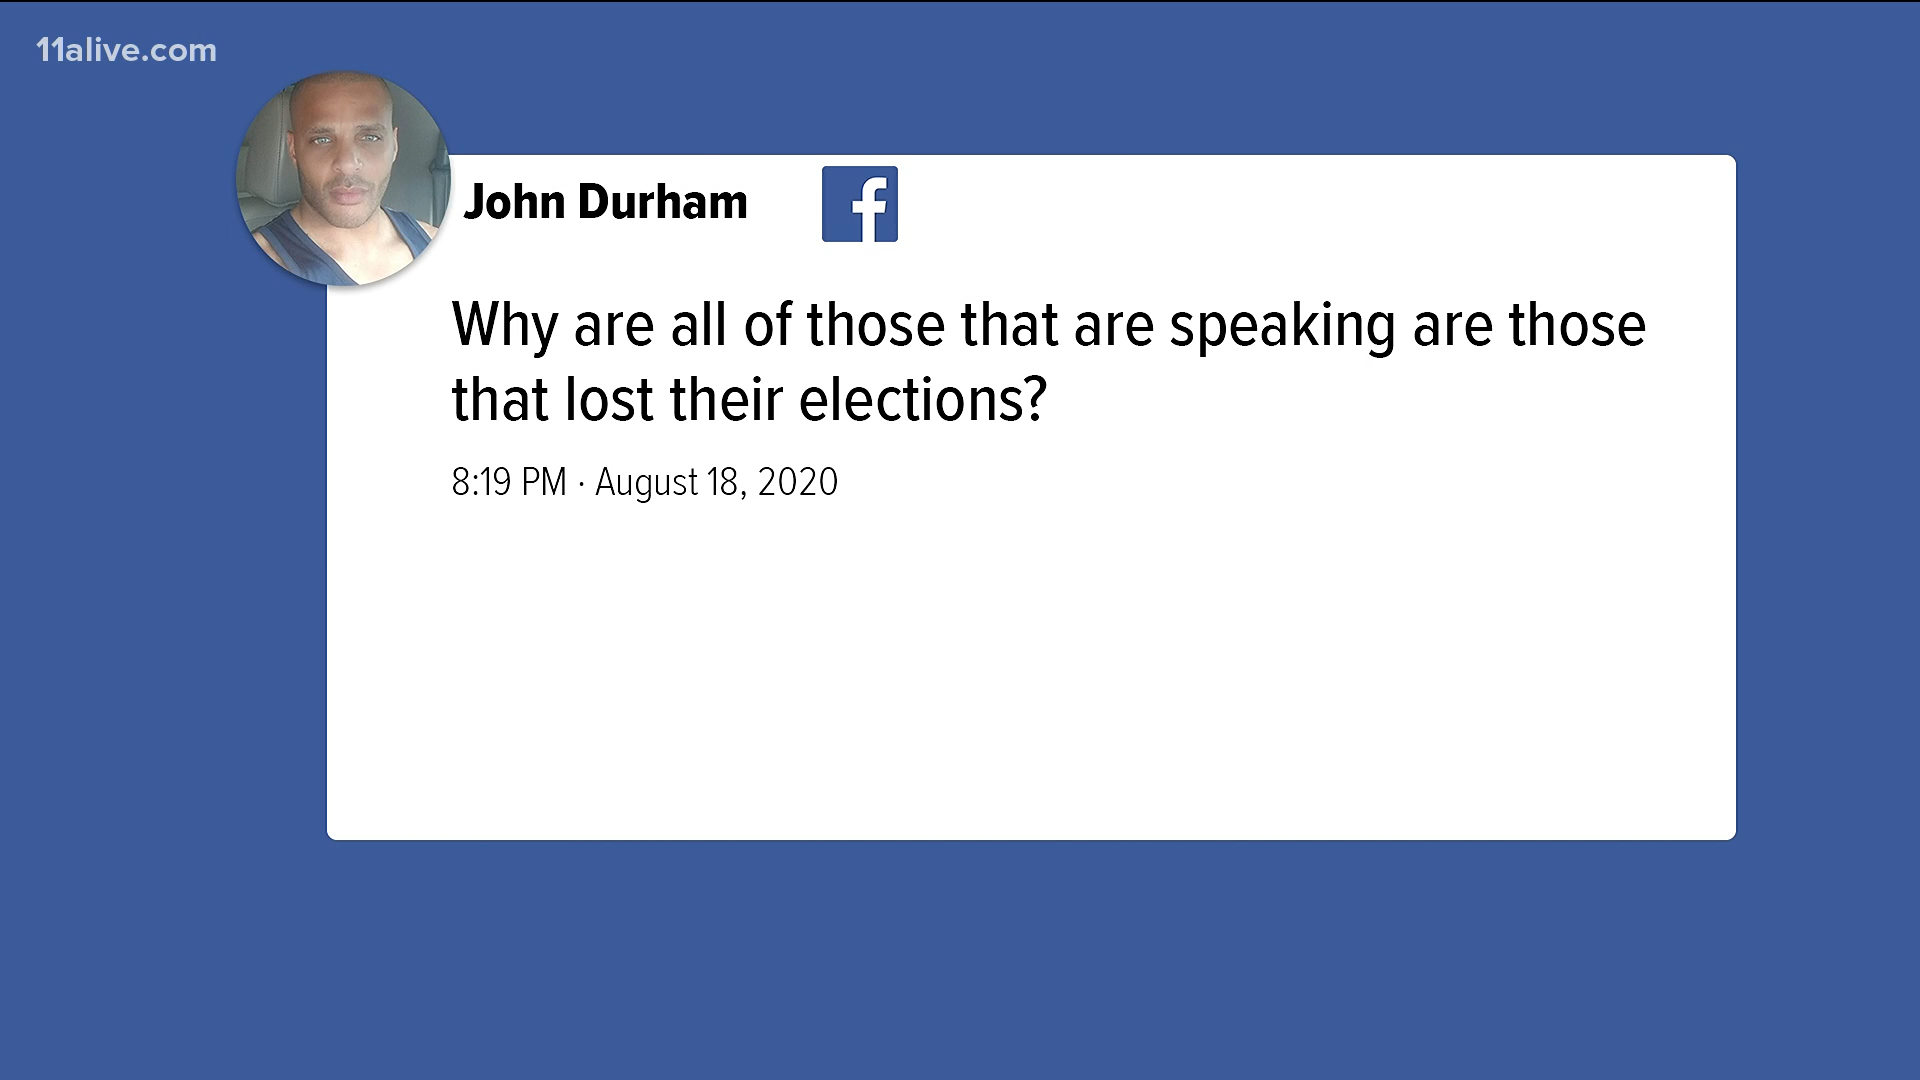 11alive.com
John Durham
Why are all of those that are speaking are those
that lost their elections?
8:19 PM · August 18, 2020